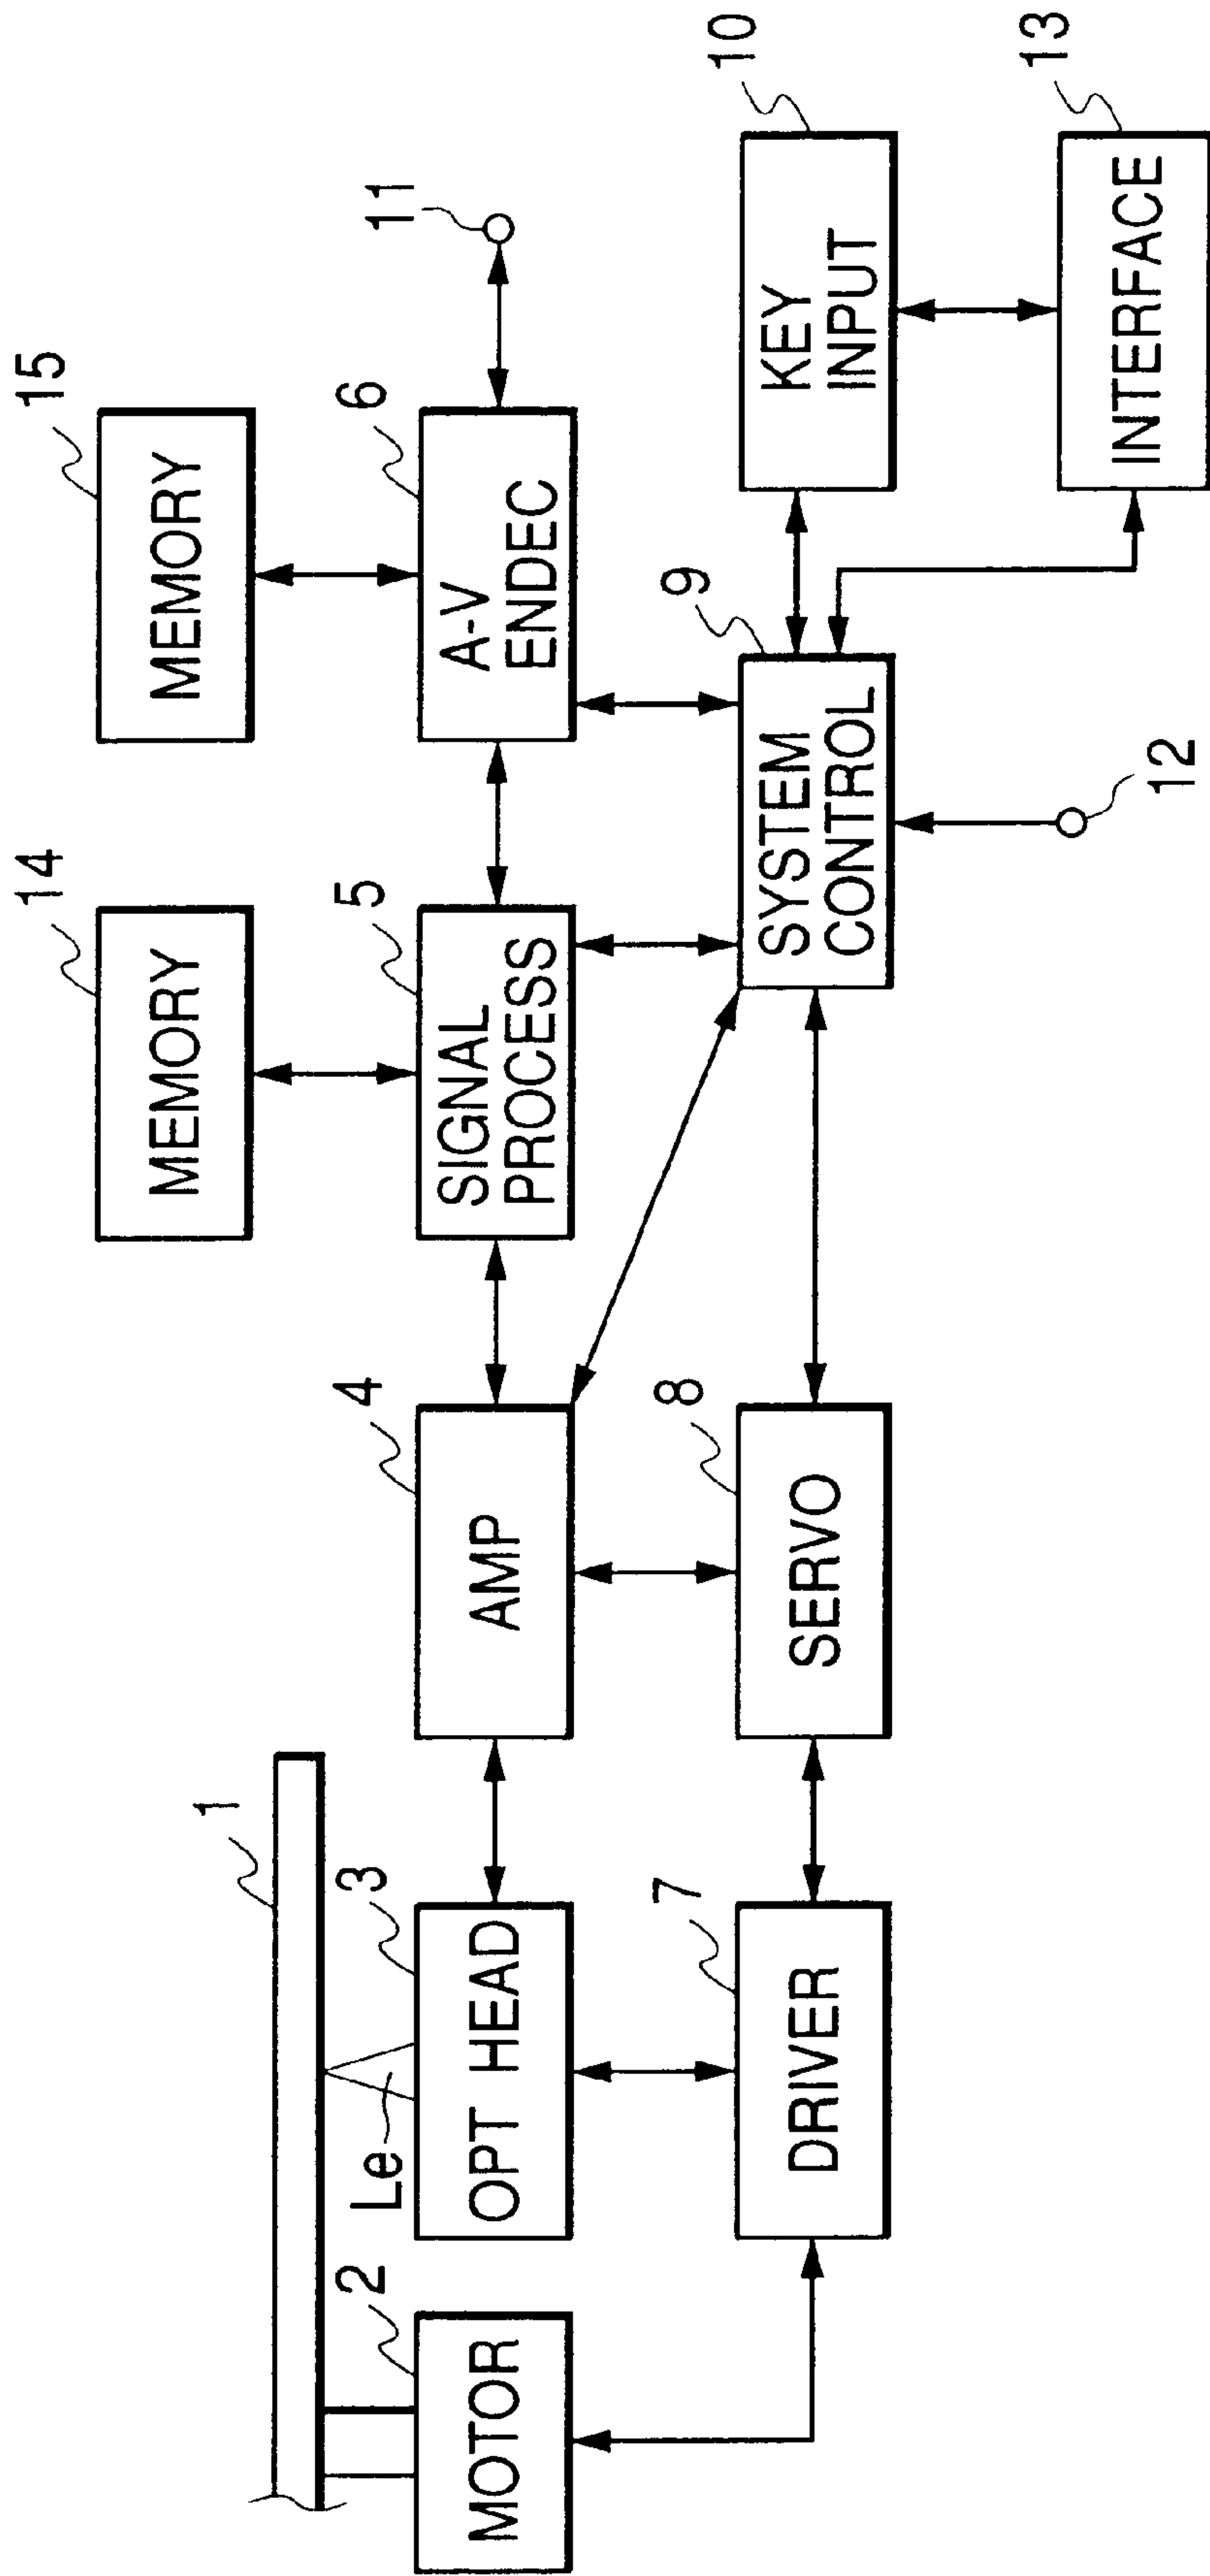 15
14
MEMORY
MEMORY
1
11
6
5
4
3
2
Le
A-V
ENDEC
SIGNAL
PROCESS
AMP
OPT HEAD
MOTOR
10
9
8
7
KEY
INPUT
SYSTEM
CONTROL
SERVO
DRIVER
13
INTERFACE
12